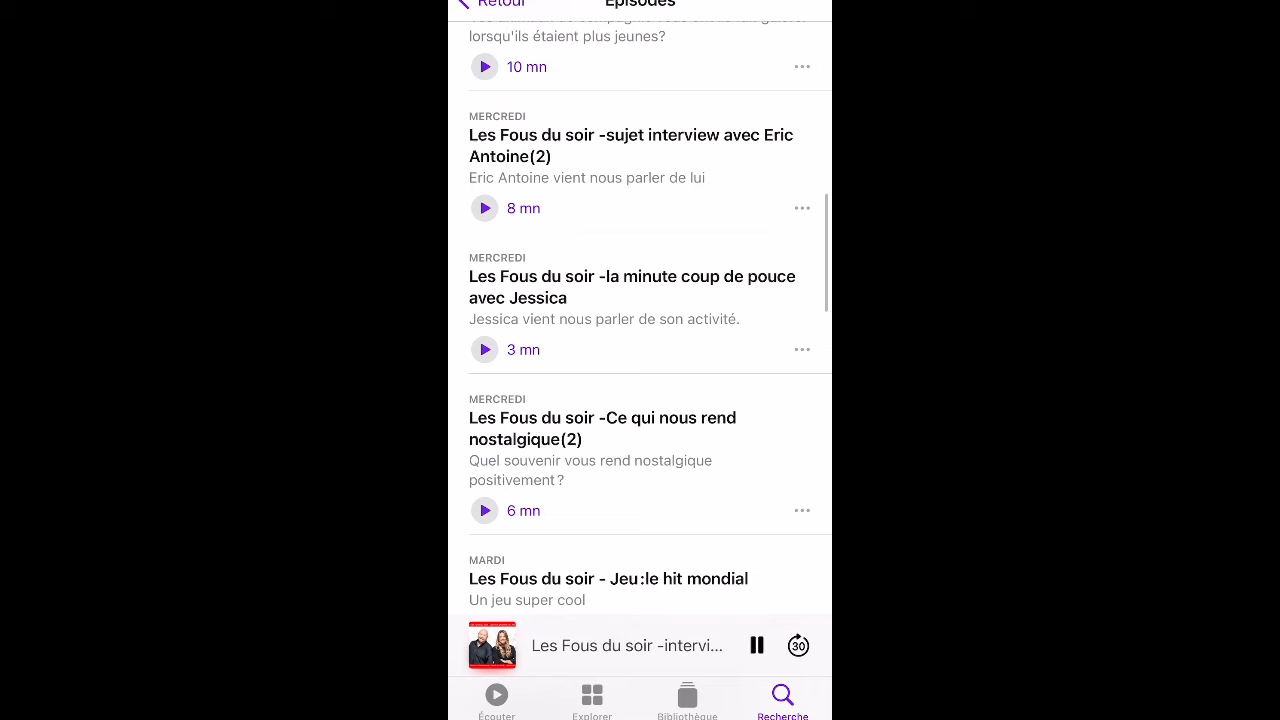 Retour
Épisodes
lorsqu'ils étaient plus jeunes?
10 mn
MERCREDI
Les Fous du soir -sujet interview avec Eric
Antoine(2)
Eric Antoine vient nous parler de lui
8 mn
MERCREDI
Les Fous du soir -la minute coup de pouce
avec Jessica
Jessica vient nous parler de son activité.
3 mn
MERCREDI
Les Fous du soir -Ce qui nous rend
nostalgique(2)
Quel souvenir vous rend nostalgique
positivement ?
6 mn
MARDI
Les Fous du soir - Jeu :le hit mondial
Un jeu super cool
Les Fous du soir -intervi...
30
Écouter
Explorer
Bibliothèque
Recherche